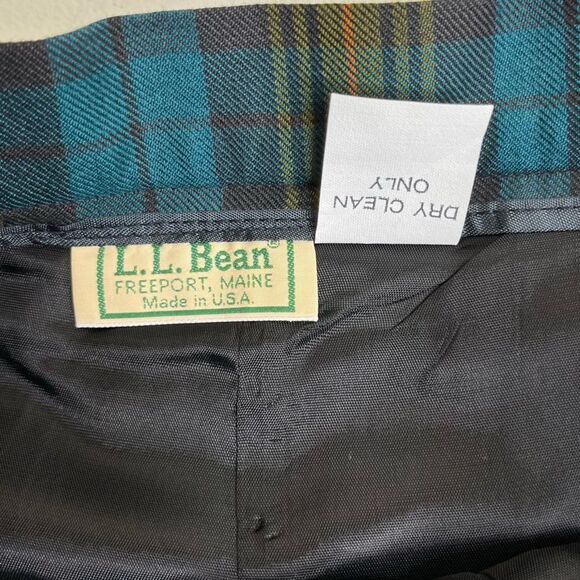 L.L. Bean®
FREEPORT, MAINE
Made in U.S.A.
DRY CLEAN
ONLY